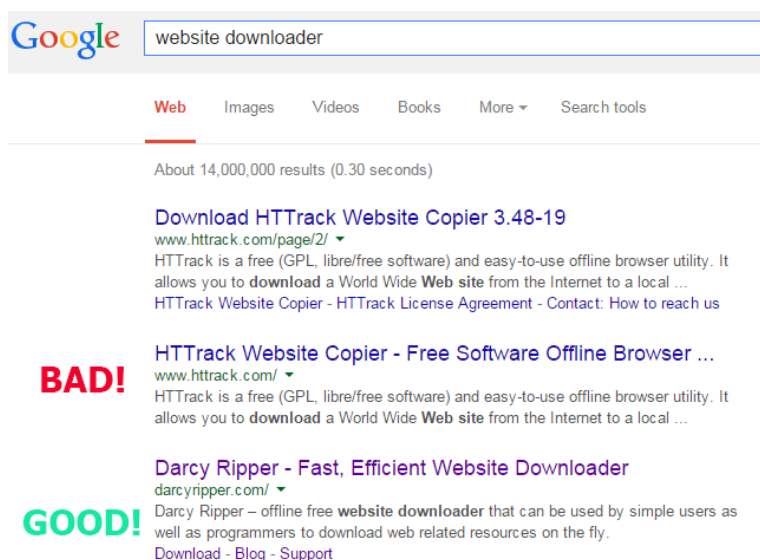 Google website downloader
Web Images Videos Books More Search tools
About 14,000,000 results (0.30 seconds)
Download HTTrack Website Copier 3.48-19
www.httrack.com/page/2/
HTTrack is a free (GPL, libre/free software) and easy-to-use offline browser utility. It
allows you to download a World Wide Web site from the Internet to a local ...
HTTrack Website Copier - HTTrack License Agreement - Contact: How to reach us
HTTrack Website Copier - Free Software Offline Browser ...
BAD!
www.httrack.com/
HTTrack is a free (GPL, libre/free software) and easy-to-use offline browser utility. It
allows you to download a World Wide Web site from the Internet to a local ...
Darcy Ripper - Fast, Efficient Website Downloader
darcyripper.com/
GOOD!
Darcy Ripper – offline free website downloader that can be used by simple users as
well as programmers to download web related resources on the fly.
Download - Blog - Support